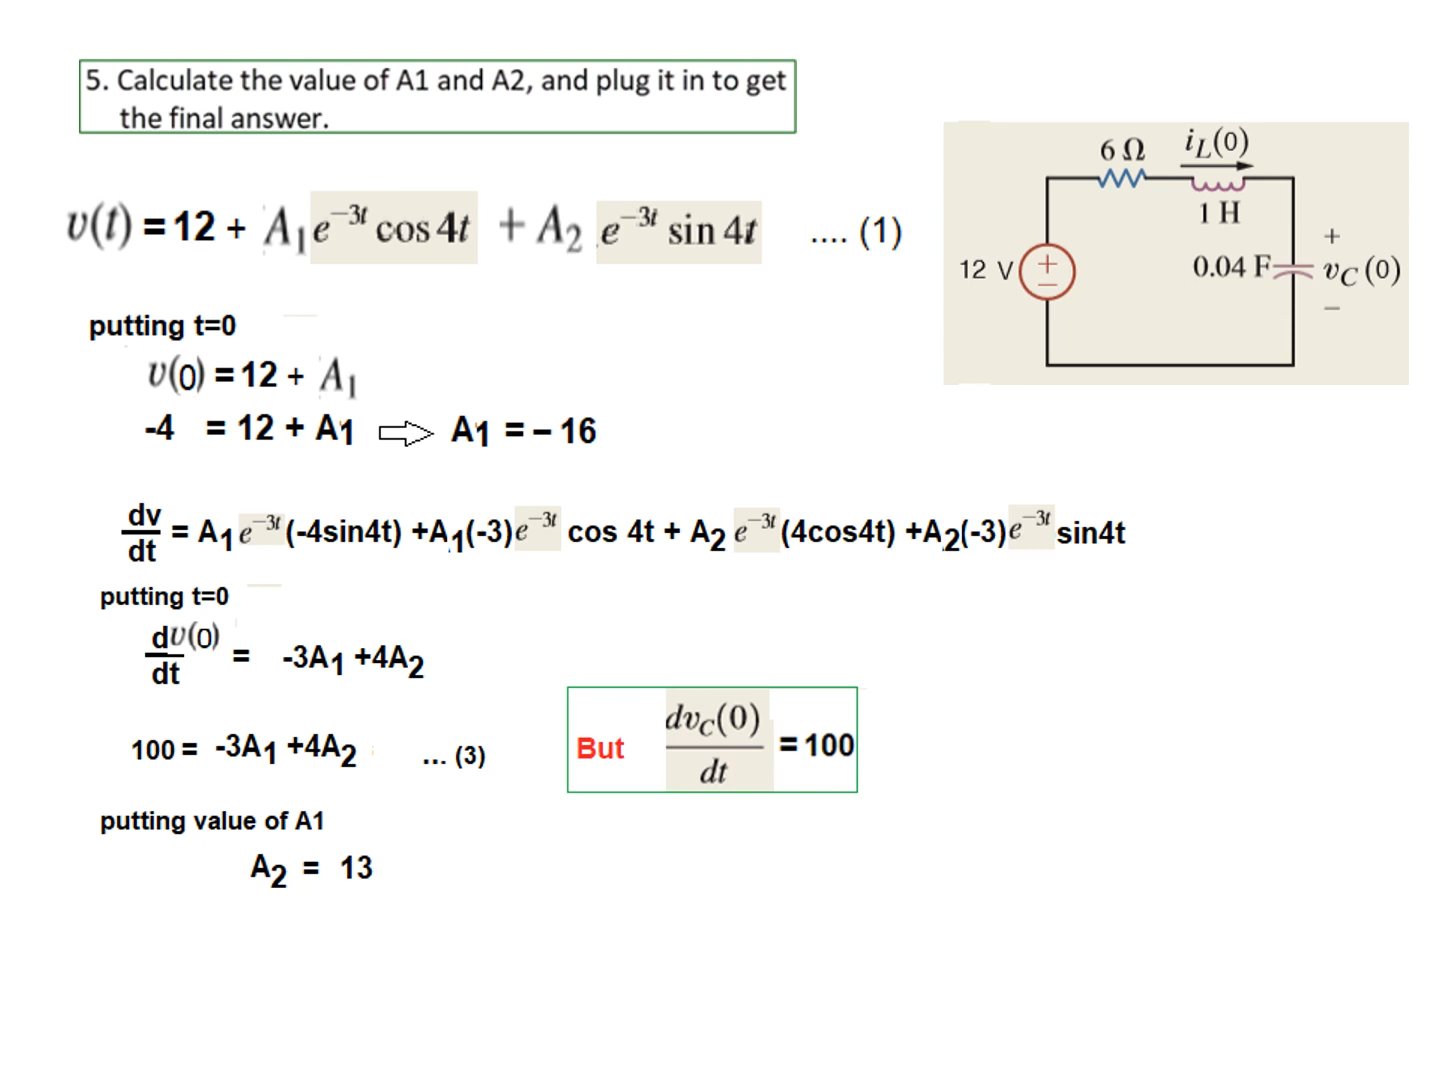 5. Calculate the value of A1 and A2, and plug it in to get
the final answer.
6 Ω
iL(0)
1 H
12 V
+
−
0.04 F
+
vC(0)
−
v(t) = 12 + A1 e^−3t cos 4t + A2 e^−3t sin 4t .... (1)
putting t=0
v(0) = 12 + A1
-4 = 12 + A1 ⇨ A1 = – 16
dv/dt = A1 e^−3t (-4sin4t) +A1(-3)e^−3t cos 4t + A2 e^−3t (4cos4t) +A2(-3)e^−3t sin4t
putting t=0
dv(0)/dt = -3A1 +4A2
100 = -3A1 +4A2 ... (3)
But dvC(0)/dt = 100
putting value of A1
A2 = 13